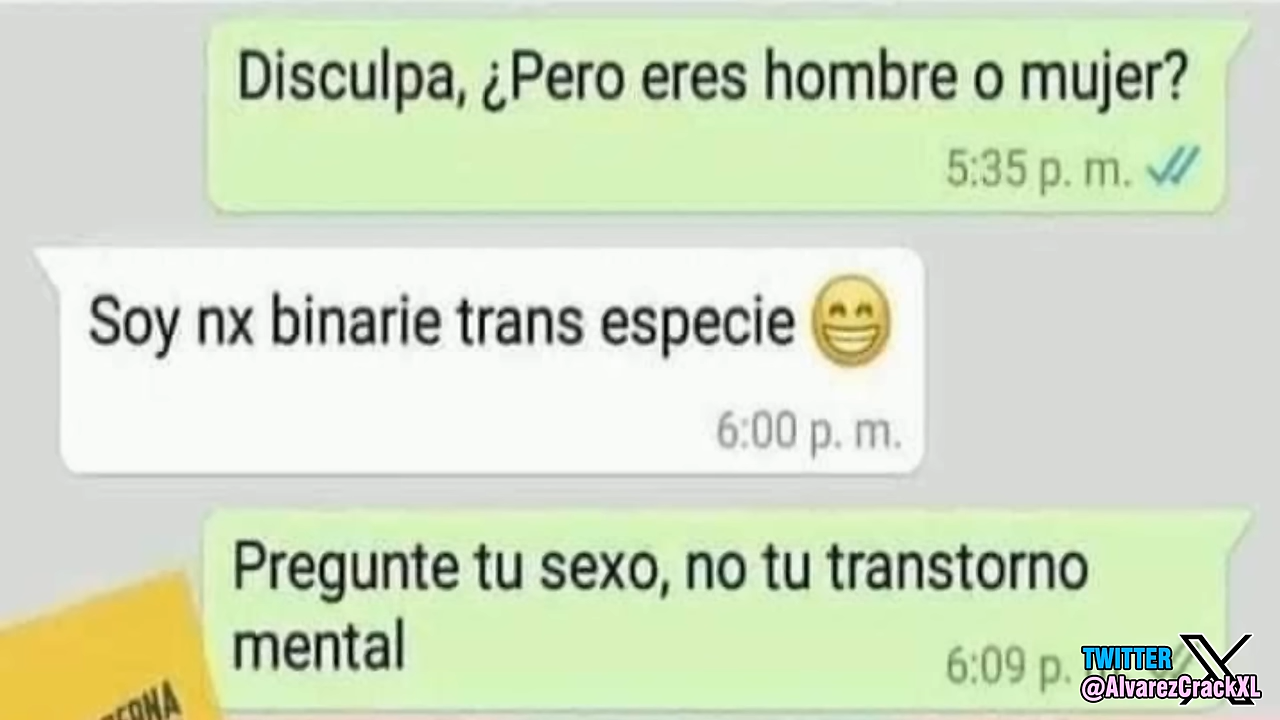 Disculpa, ¿Pero eres hombre o mujer?
5:35 p. m.
Soy nx binarie trans especie
6:00 p. m.
Pregunte tu sexo, no tu transtorno
mental
6:09 p.
TWITTER X
@AlvarezCrackXL